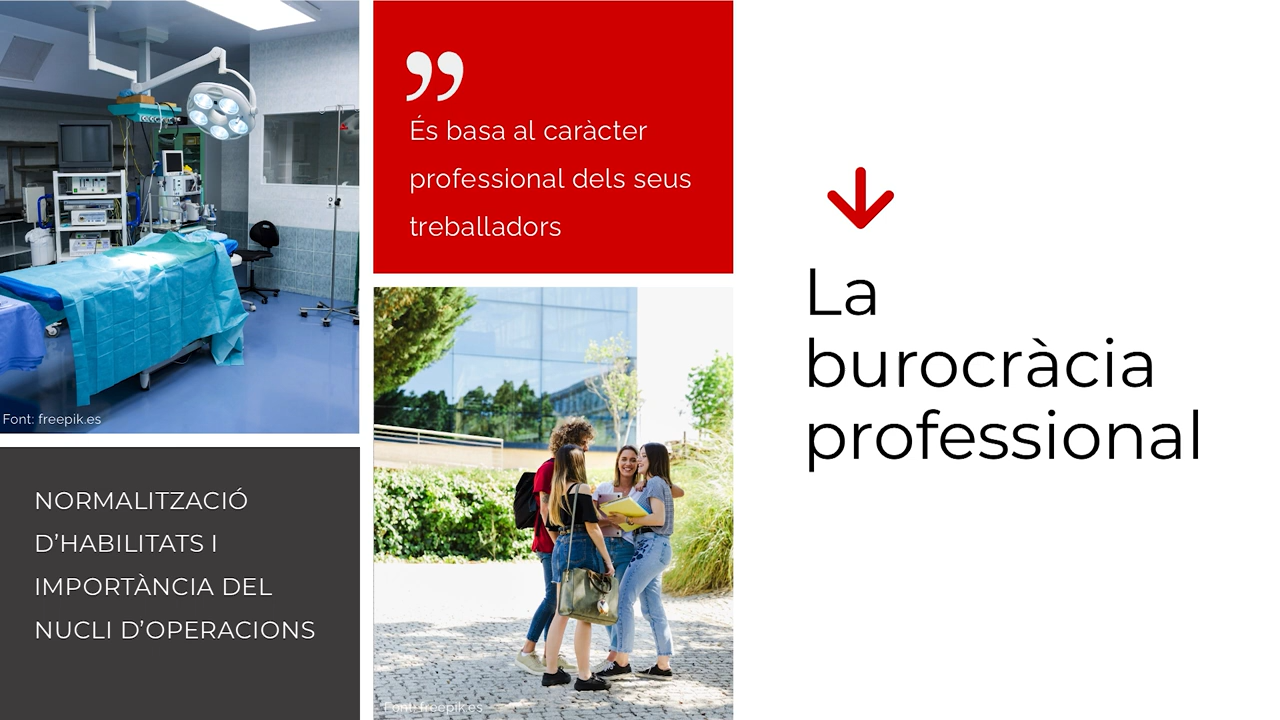 Font: freepik.es
NORMALITZACIÓ
D’HABILITATS I
IMPORTÀNCIA DEL
NUCLI D’OPERACIONS
”
És basa al caràcter
professional dels seus
treballadors
Font: freepik.es
La
burocràcia
professional